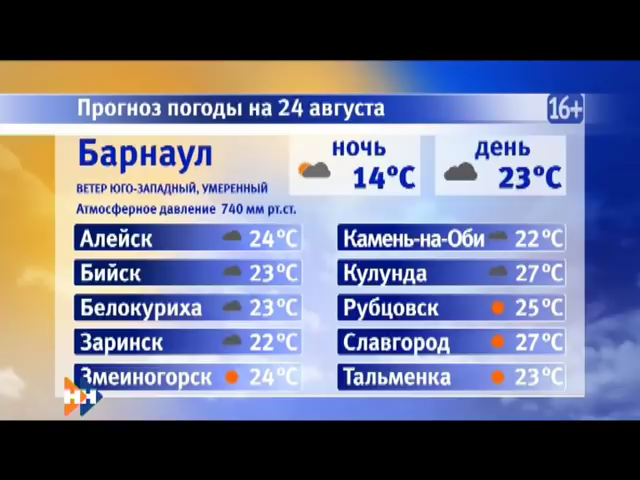 Прогноз погоды на 24 августа 16+
Барнаул
ВЕТЕР ЮГО-ЗАПАДНЫЙ, УМЕРЕННЫЙ
Атмосферное давление 740 мм рт.ст.
ночь
14°C
день
23°C
Алейск 24°C
Бийск 23°C
Белокуриха 23°C
Заринск 22°C
Змеиногорск 24°C
Камень-на-Оби 22°C
Кулунда 27°C
Рубцовск 25°C
Славгород 27°C
Тальменка 23°C
НН